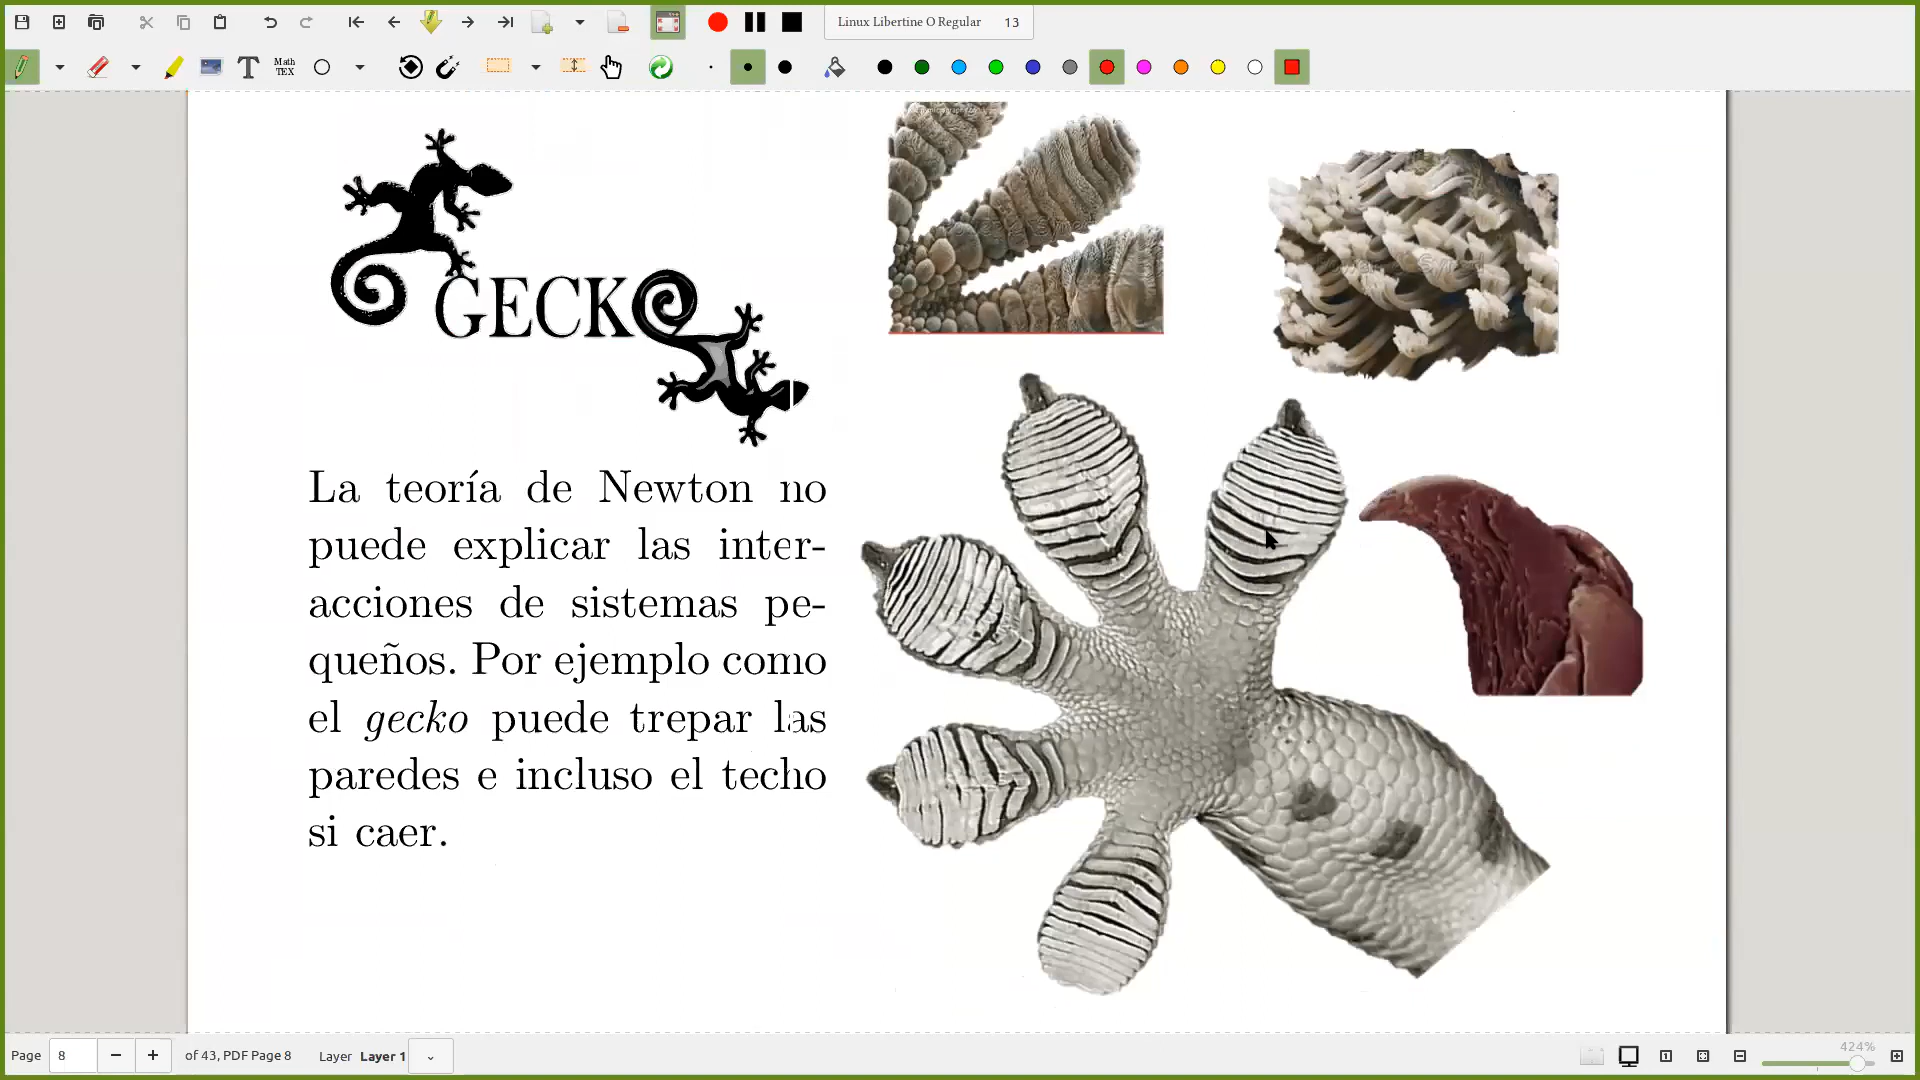 Linux Libertine O Regular 13
T
Math
TEX
GECKO
La teoría de Newton no
puede explicar las inter-
acciones de sistemas pe-
queños. Por ejemplo como
el gecko puede trepar las
paredes e incluso el techo
si caer.
Page 8 of 43, PDF Page 8 Layer Layer 1
424%